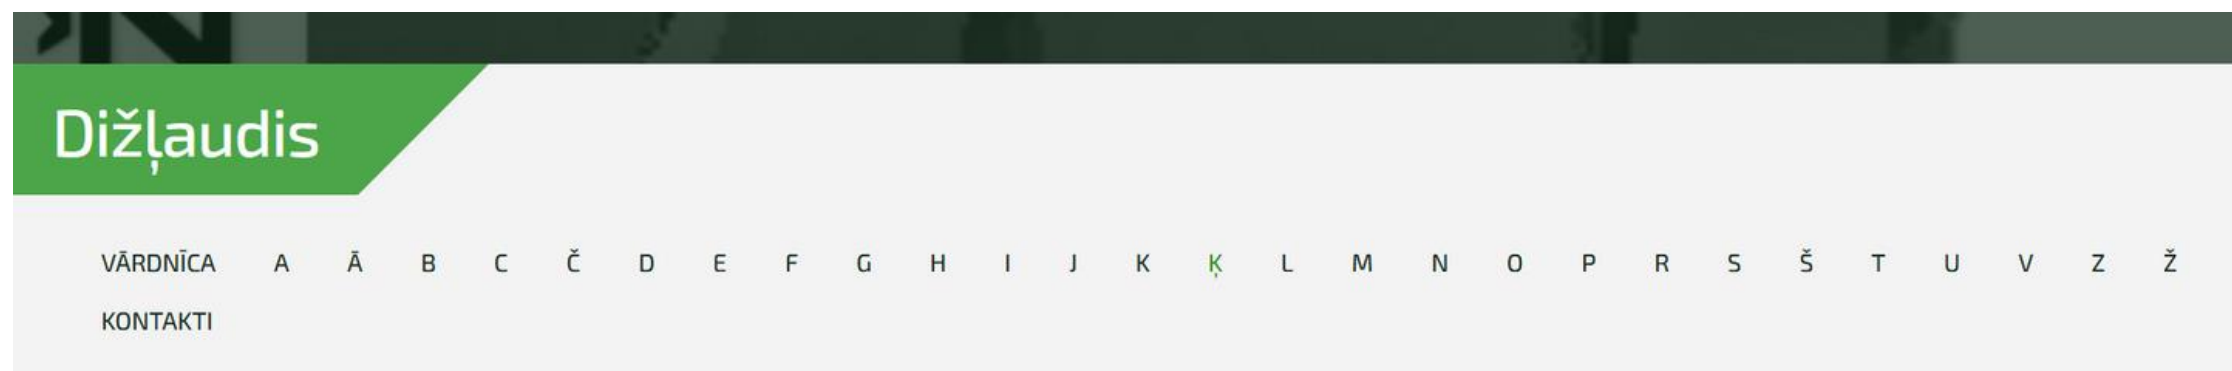 Dižļaudis
VĀRDNĪCA A Ā B C Č D E F G H I J K Ķ L M N O P R S Š T U V Z Ž
KONTAKTI